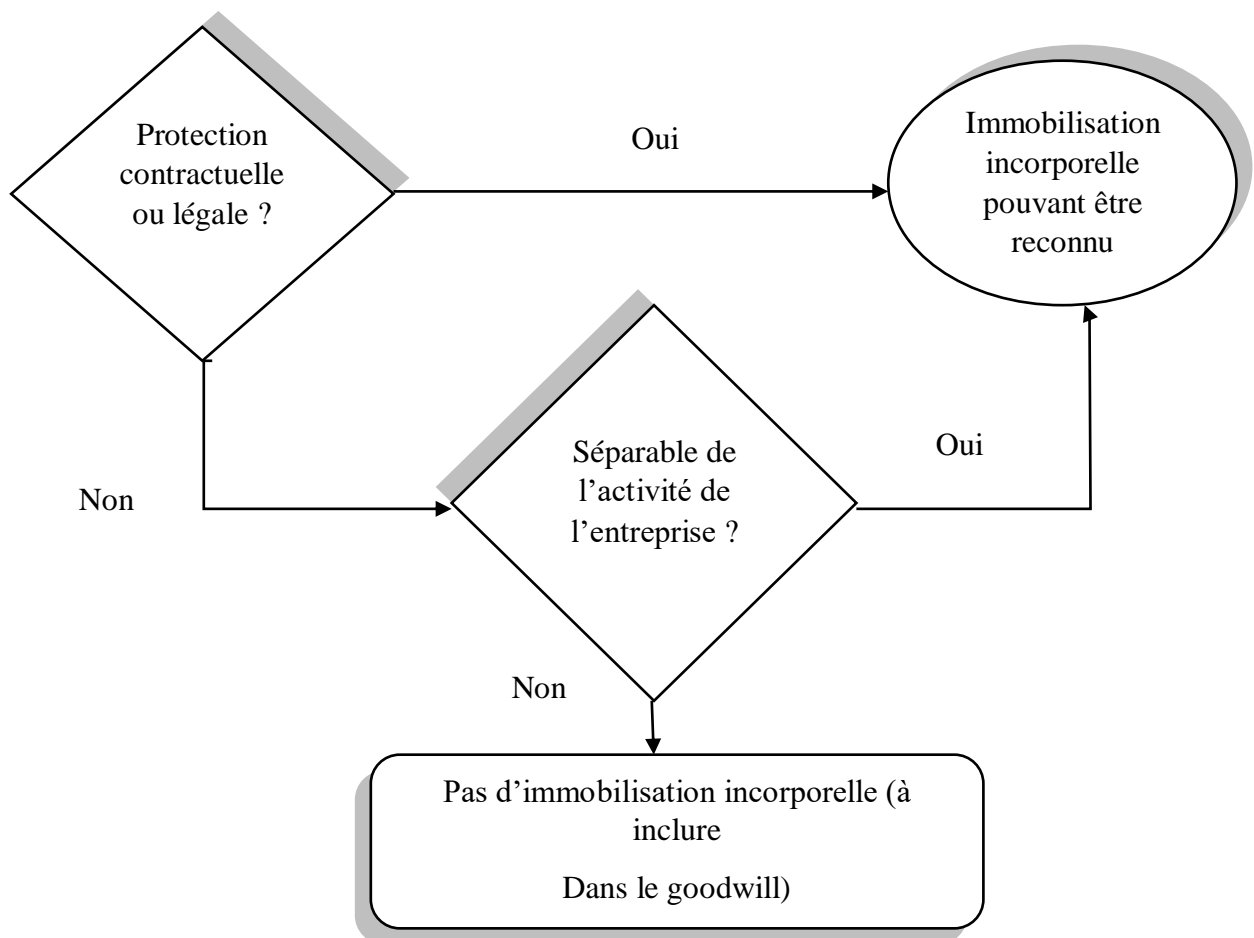 Protection
contractuelle
ou légale ?
Oui
Immobilisation
incorporelle
pouvant être
reconnu
Séparable de
l’activité de
l’entreprise ?
Oui
Non
Non
Pas d’immobilisation incorporelle (à
inclure
Dans le goodwill)